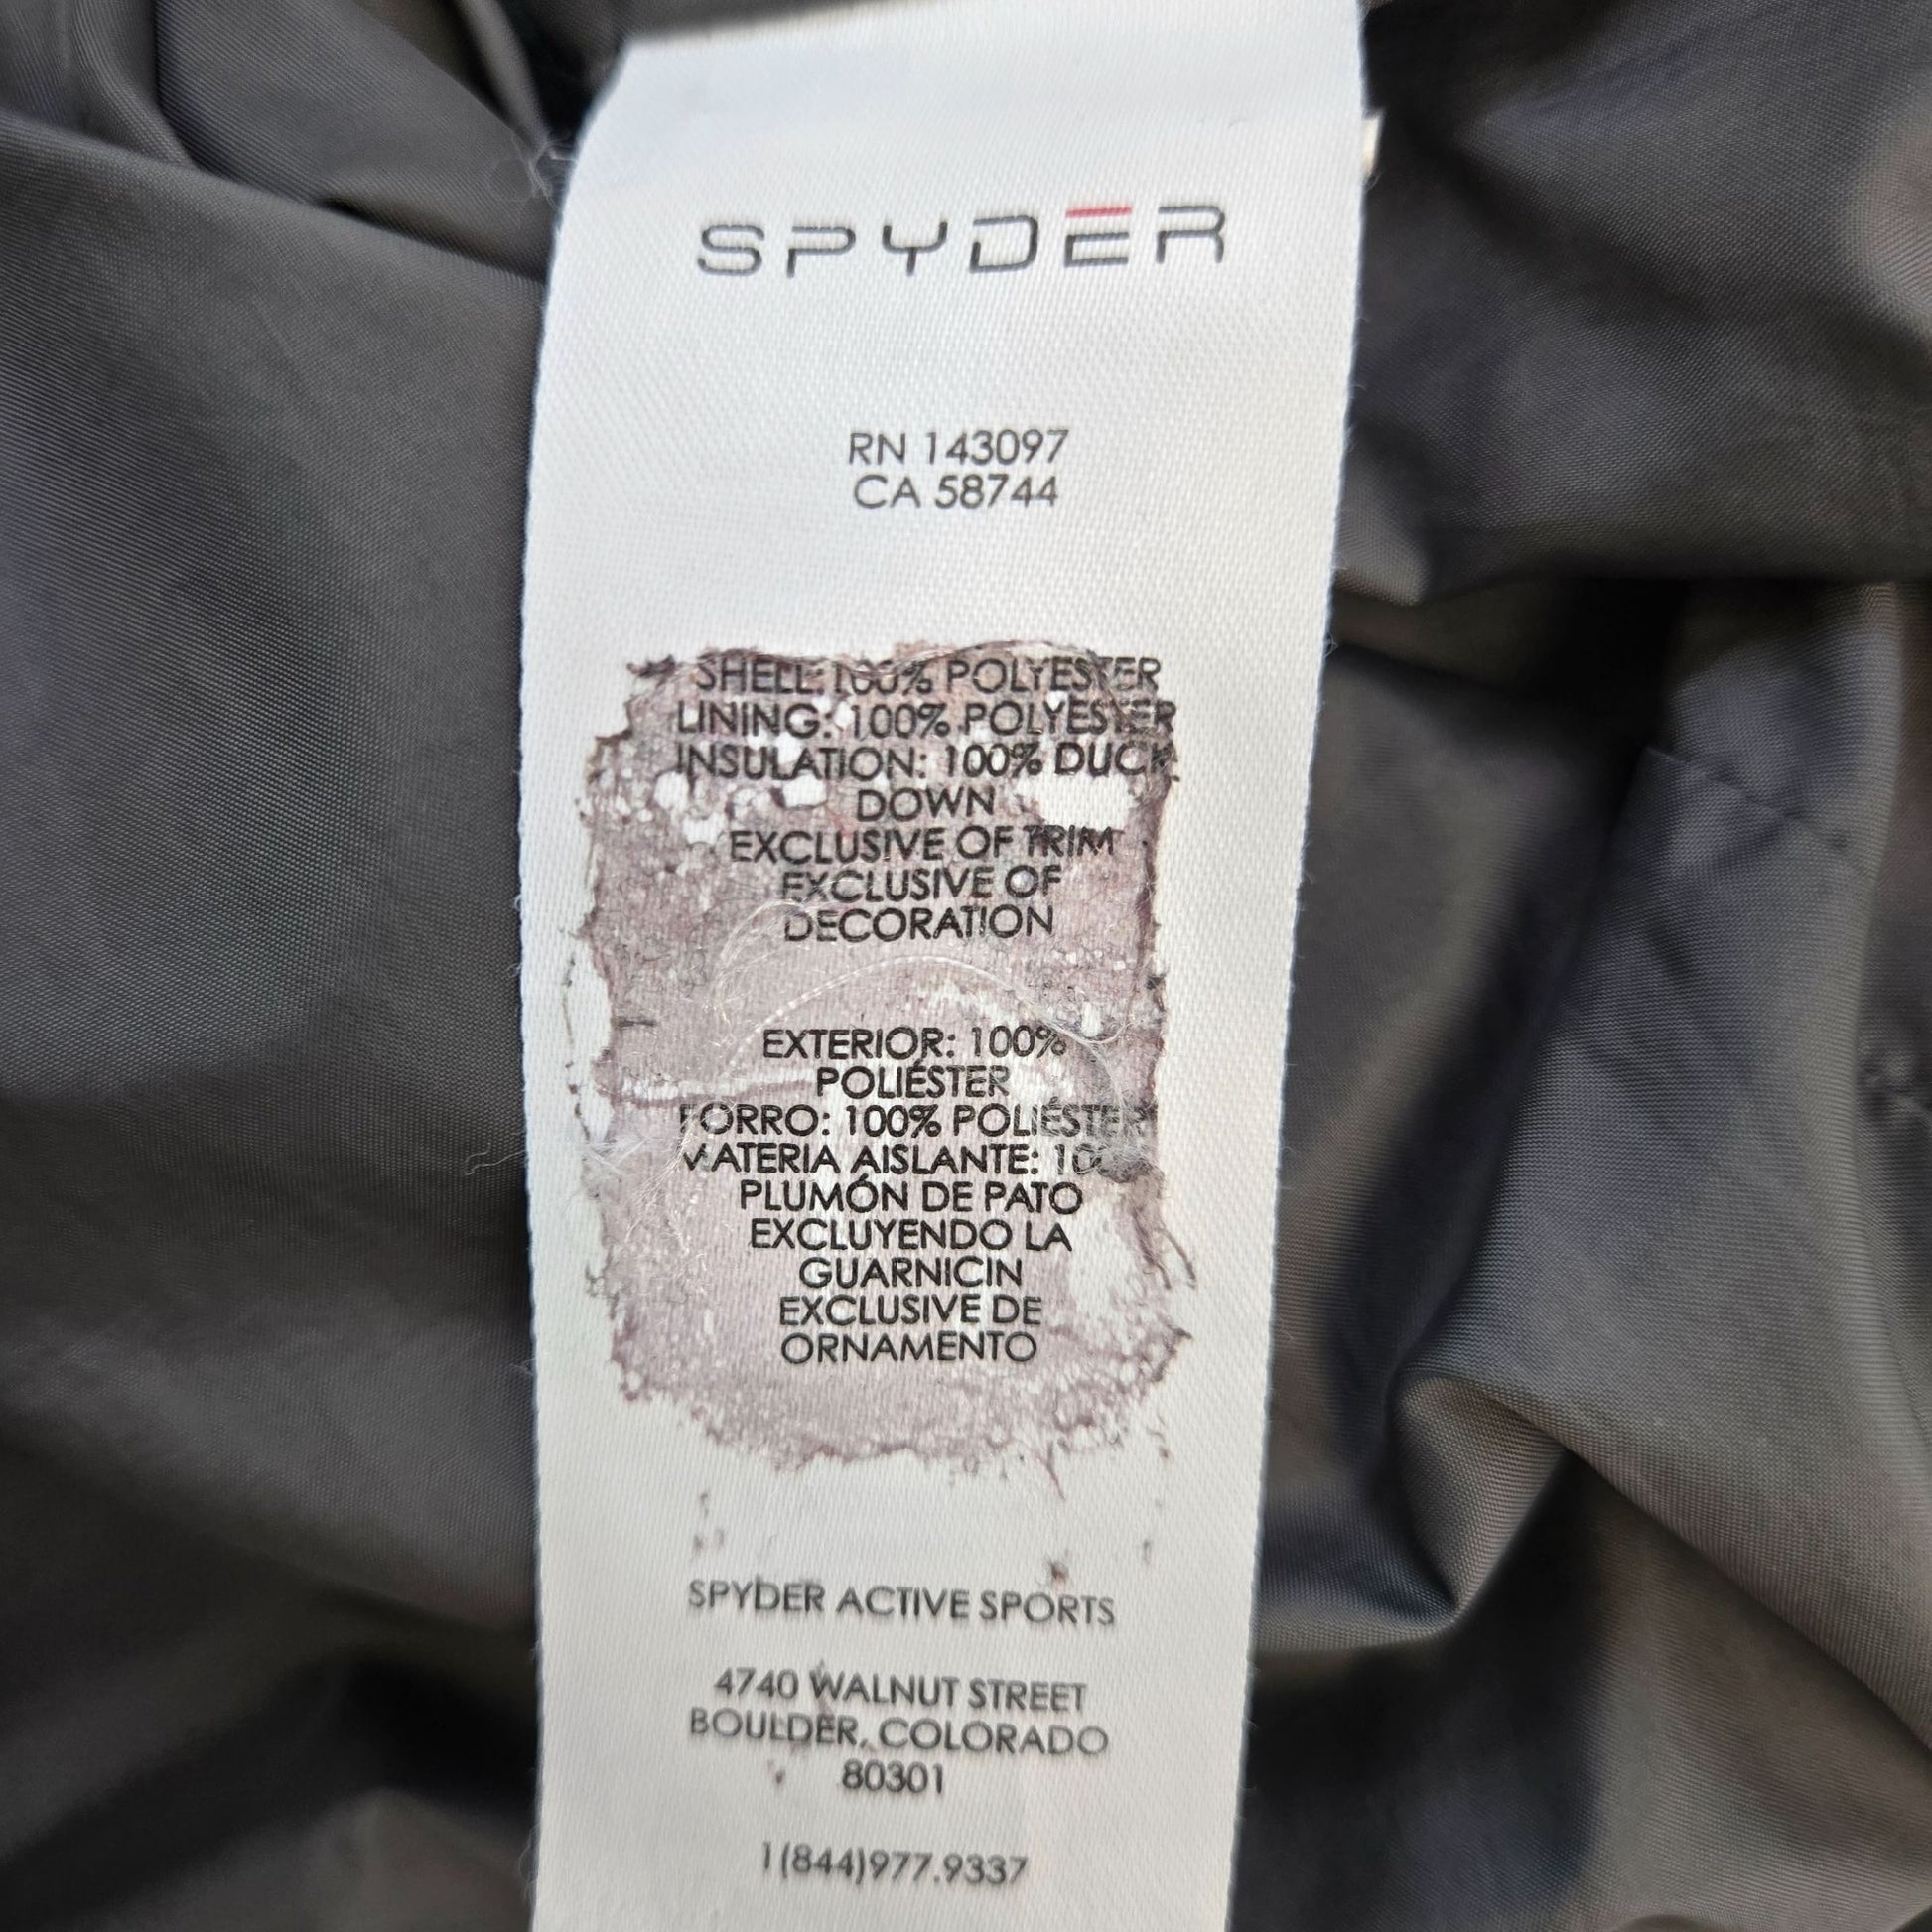 SPYDER
RN 143097
CA 58744
SHELL: 100% POLYESTER
LINING: 100% POLYESTER
INSULATION: 100% DUCK
DOWN
EXCLUSIVE OF TRIM
EXCLUSIVE OF
DECORATION
EXTERIOR: 100%
POLIÉSTER
FORRO: 100% POLIÉSTER
MATERIA AISLANTE:
PLUMÓN DE PATO
EXCLUYENDO LA
GUARNICIN
EXCLUSIVE DE
ORNAMENTO
SPYDER ACTIVE SPORTS
4740 WALNUT STREET
BOULDER, COLORADO
80301
1(844)977.9337